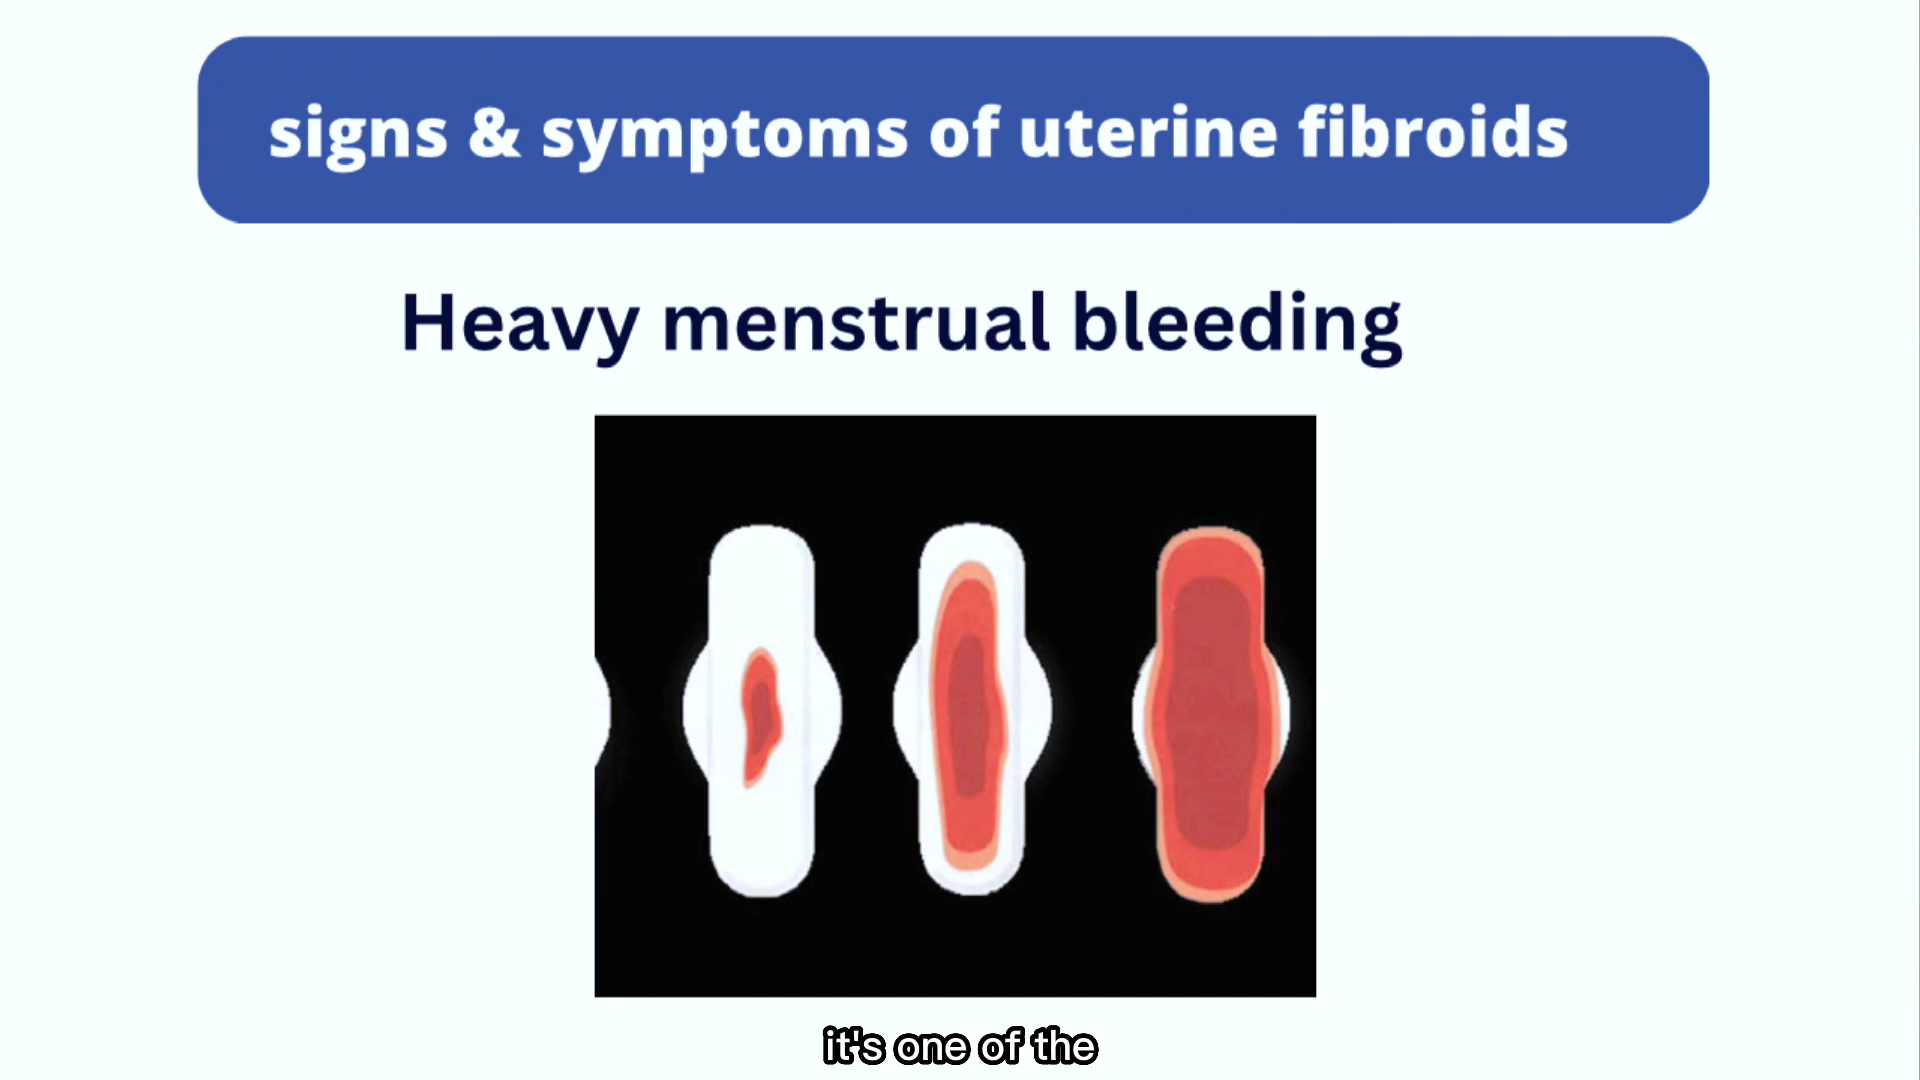 signs & symptoms of uterine fibroids
Heavy menstrual bleeding
it's one of the